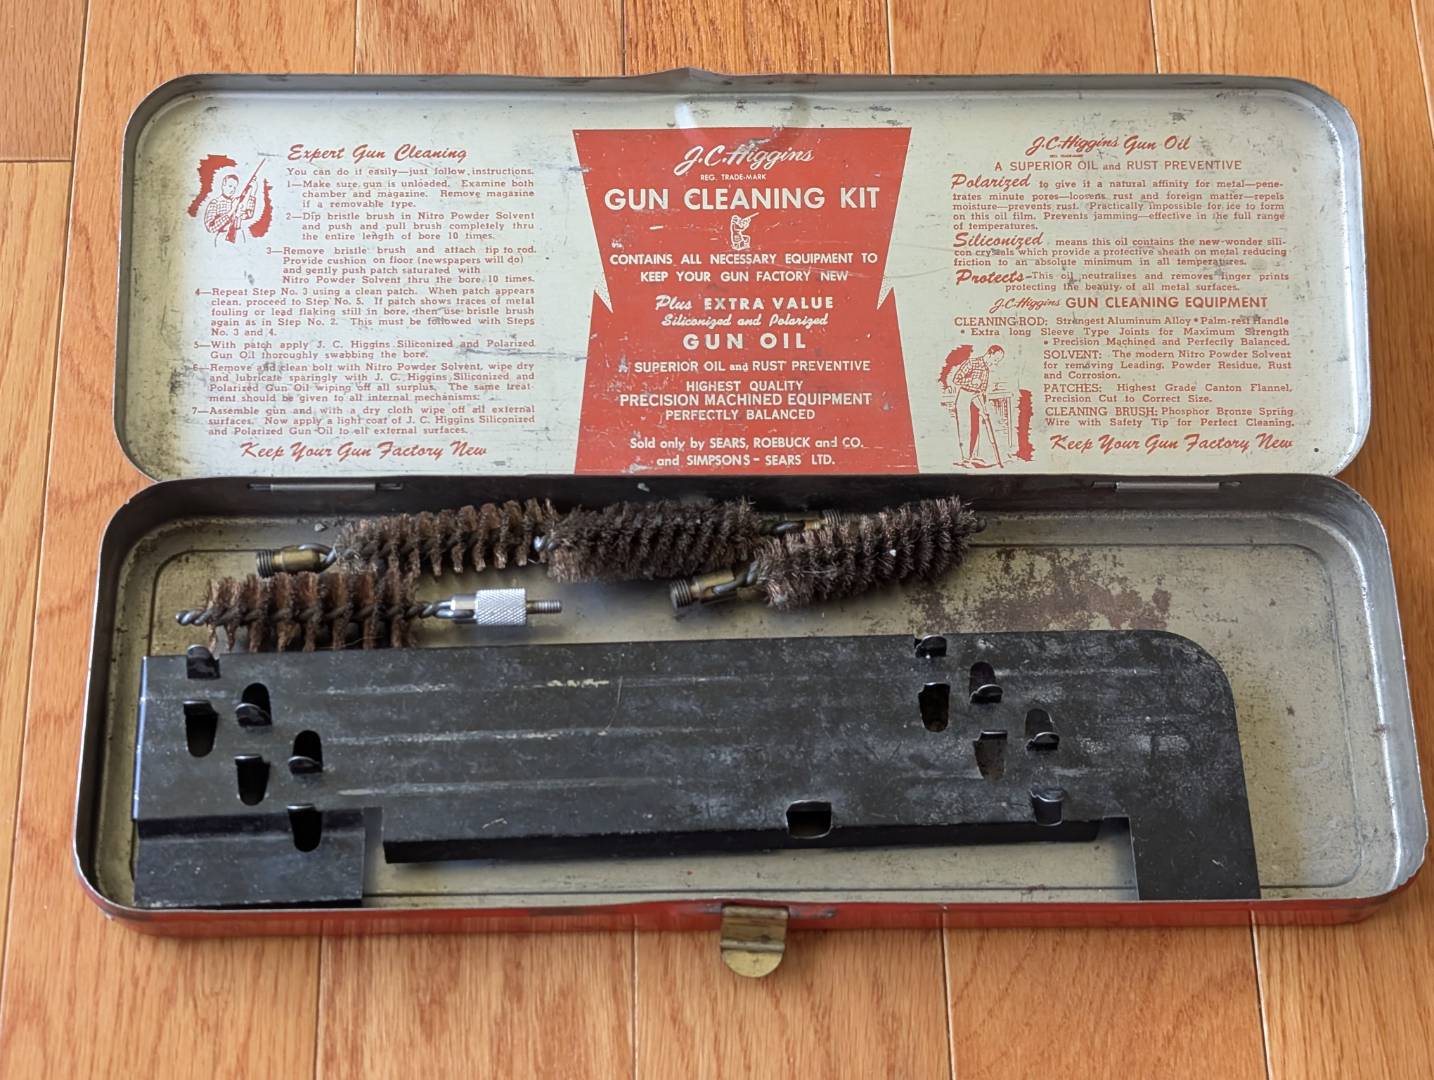 Expert Gun Cleaning
You can do it easily—just follow instructions.
1—Make sure gun is unloaded. Examine both
chamber and magazine. Remove magazine
if a removable type.
2—Dip bristle brush in Nitro Powder Solvent
and push and pull brush completely thru
the entire length of bore 10 times.
3—Remove bristle brush and attach tip to rod.
Provide cushion on floor (newspapers will do)
and gently push patch saturated with
Nitro Powder Solvent thru the bore 10 times.
4—Repeat Step No. 3 using a clean patch. When patch appears
clean, proceed to Step No. 5. If patch shows traces of metal
fouling or lead flaking still in bore, then use bristle brush
again as in Step No. 2. This must be followed with Steps
No. 3 and 4.
5—With patch apply J. C. Higgins Siliconized and Polarized
Gun Oil thoroughly swabbing the bore.
6—Remove and clean bolt with Nitro Powder Solvent, wipe dry
and lubricate sparingly with J. C. Higgins Siliconized and
Polarized Gun Oil wiping off all surplus. The same treat-
ment should be given to all internal mechanisms.
7—Assemble gun and with a dry cloth wipe off all external
surfaces. Now apply a light coat of J. C. Higgins Siliconized
and Polarized Gun Oil to all external surfaces.
Keep Your Gun Factory New
J.C. Higgins
REG. TRADE-MARK
GUN CLEANING KIT
CONTAINS ALL NECESSARY EQUIPMENT TO
KEEP YOUR GUN FACTORY NEW
Plus EXTRA VALUE
Siliconized and Polarized
GUN OIL
A SUPERIOR OIL and RUST PREVENTIVE
HIGHEST QUALITY
PRECISION MACHINED EQUIPMENT
PERFECTLY BALANCED
Sold only by SEARS, ROEBUCK and CO.
and SIMPSONS - SEARS LTD.
J.C. Higgins Gun Oil
REG. TRADE-MARK
A SUPERIOR OIL and RUST PREVENTIVE
Polarized to give it a natural affinity for metal—pene-
trates minute pores—loosens rust and foreign matter—repels
moisture—prevents rust. Practically impossible for ice to form
on this oil film. Prevents jamming—effective in the full range
of temperatures.
Siliconized means this oil contains the new-wonder sili-
con crystals which provide a protective sheath on metal reducing
friction to an absolute minimum in all temperatures.
Protects—This oil neutralizes and removes finger prints
protecting the beauty of all metal surfaces.
J.C. Higgins GUN CLEANING EQUIPMENT
CLEANING ROD: Strongest Aluminum Alloy • Palm-rest Handle
• Extra long Sleeve Type Joints for Maximum Strength
• Precision Machined and Perfectly Balanced.
SOLVENT: The modern Nitro Powder Solvent
for removing Leading, Powder Residue, Rust
and Corrosion.
PATCHES: Highest Grade Canton Flannel,
Precision Cut to Correct Size.
CLEANING BRUSH: Phosphor Bronze Spring
Wire with Safety Tip for Perfect Cleaning.
Keep Your Gun Factory New